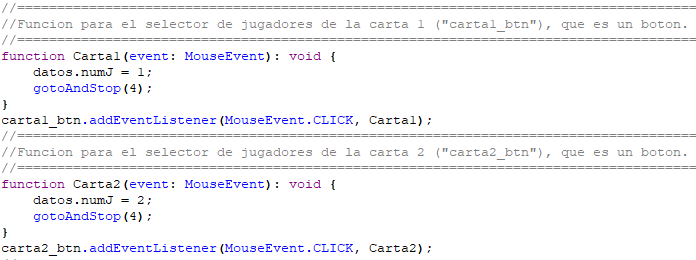 //=====================================================================================
//Funcion para el selector de jugadores de la carta 1 ("carta1_btn"), que es un boton.
//=====================================================================================
function Carta1(event: MouseEvent): void {
    datos.numJ = 1;
    gotoAndStop(4);
}
carta1_btn.addEventListener(MouseEvent.CLICK, Carta1);
//=====================================================================================
//Funcion para el selector de jugadores de la carta 2 ("carta2_btn"), que es un boton.
//=====================================================================================
function Carta2(event: MouseEvent): void {
    datos.numJ = 2;
    gotoAndStop(4);
}
carta2_btn.addEventListener(MouseEvent.CLICK, Carta2);